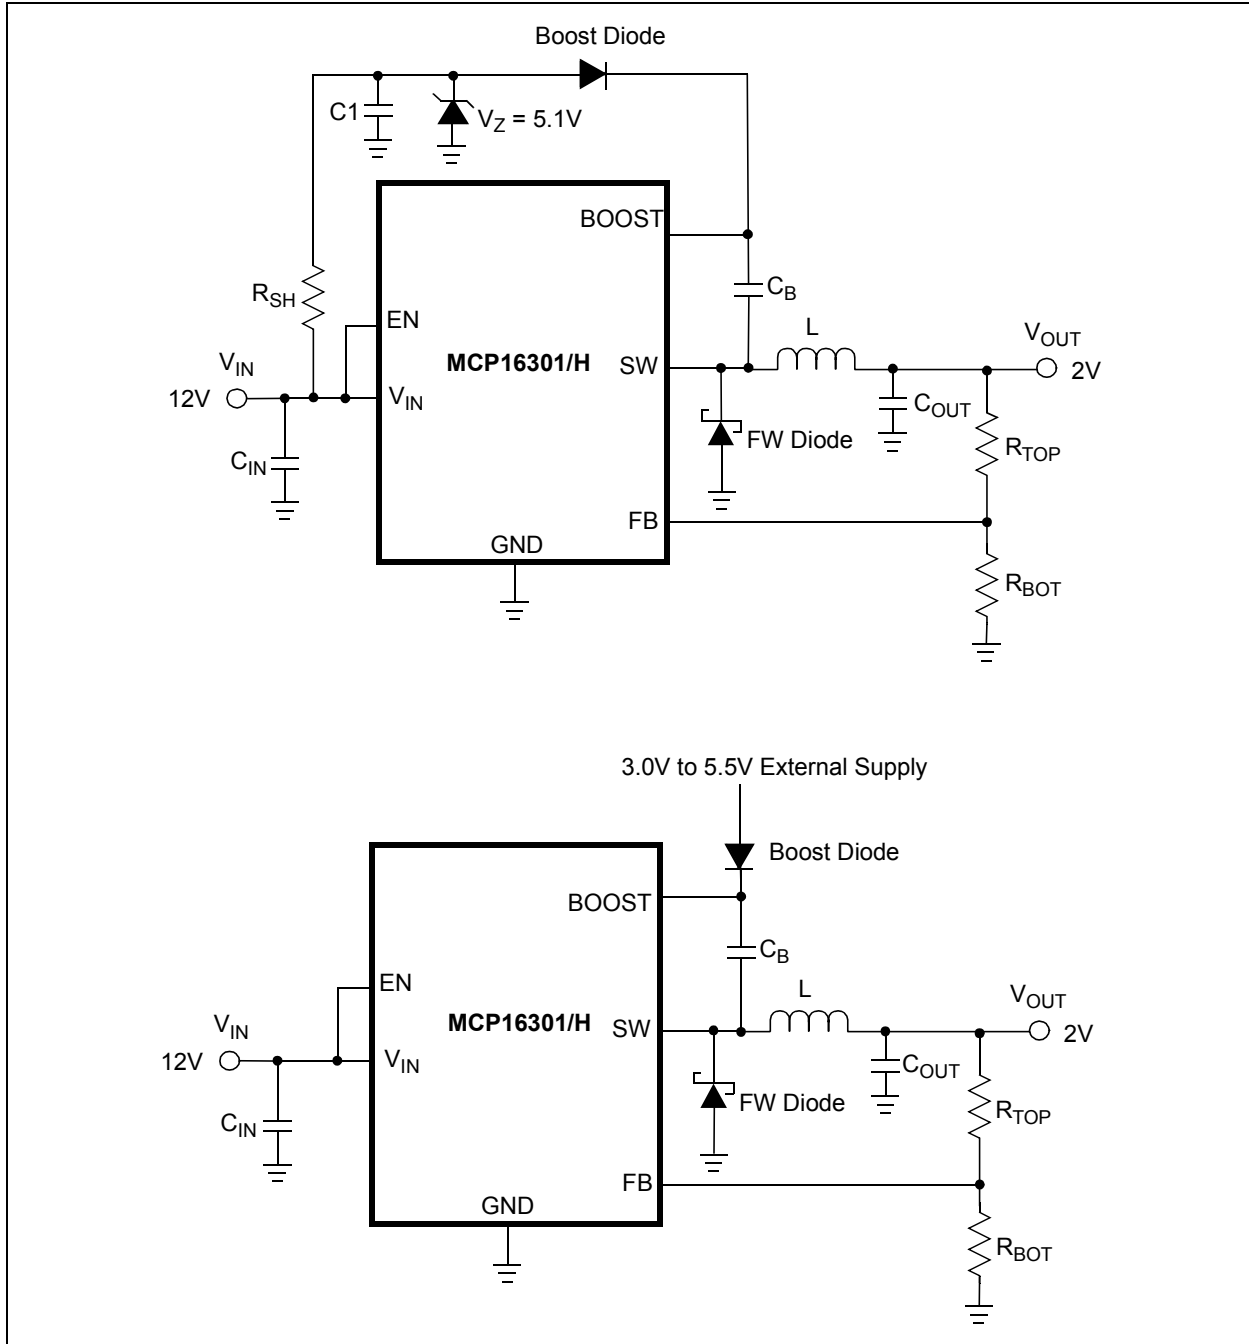 Boost Diode
C1
VZ = 5.1V
BOOST
RSH
CB
EN
L
VOUT
VIN
MCP16301/H
SW
2V
12V
VIN
COUT
FW Diode
RTOP
CIN
FB
GND
RBOT
3.0V to 5.5V External Supply
Boost Diode
BOOST
CB
EN
L
VOUT
VIN
MCP16301/H
SW
2V
12V
VIN
COUT
FW Diode
RTOP
CIN
FB
GND
RBOT